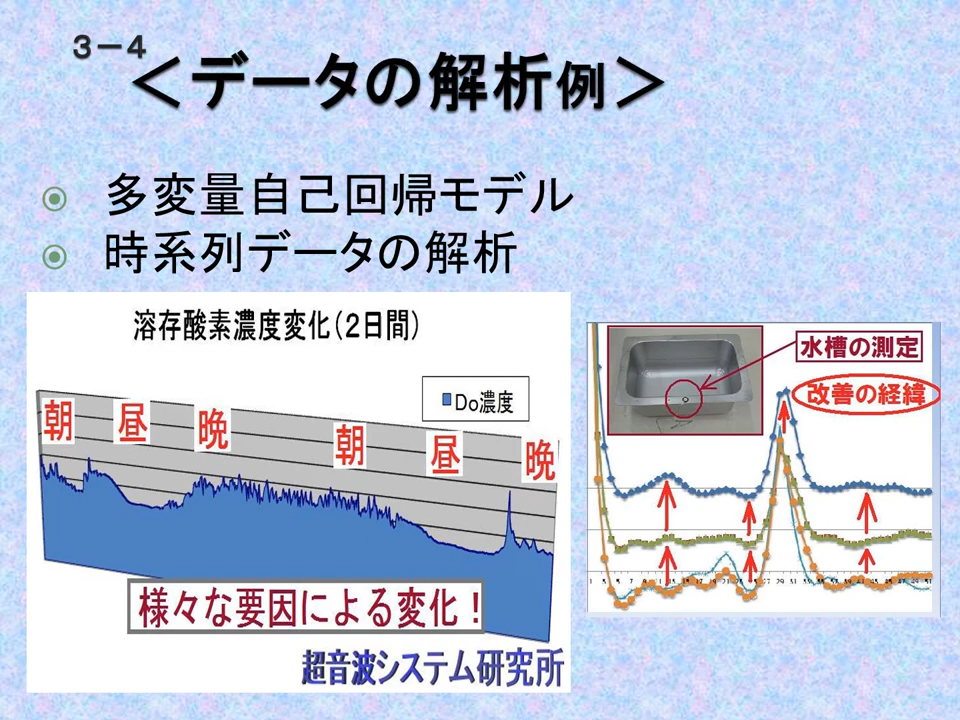 3－4
＜データの解析例＞
多変量自己回帰モデル
時系列データの解析
溶存酸素濃度変化（2日間）
Do濃度
朝 昼 晩 朝 昼 晩
様々な要因による変化！
超音波システム研究所
水槽の測定
改善の経緯